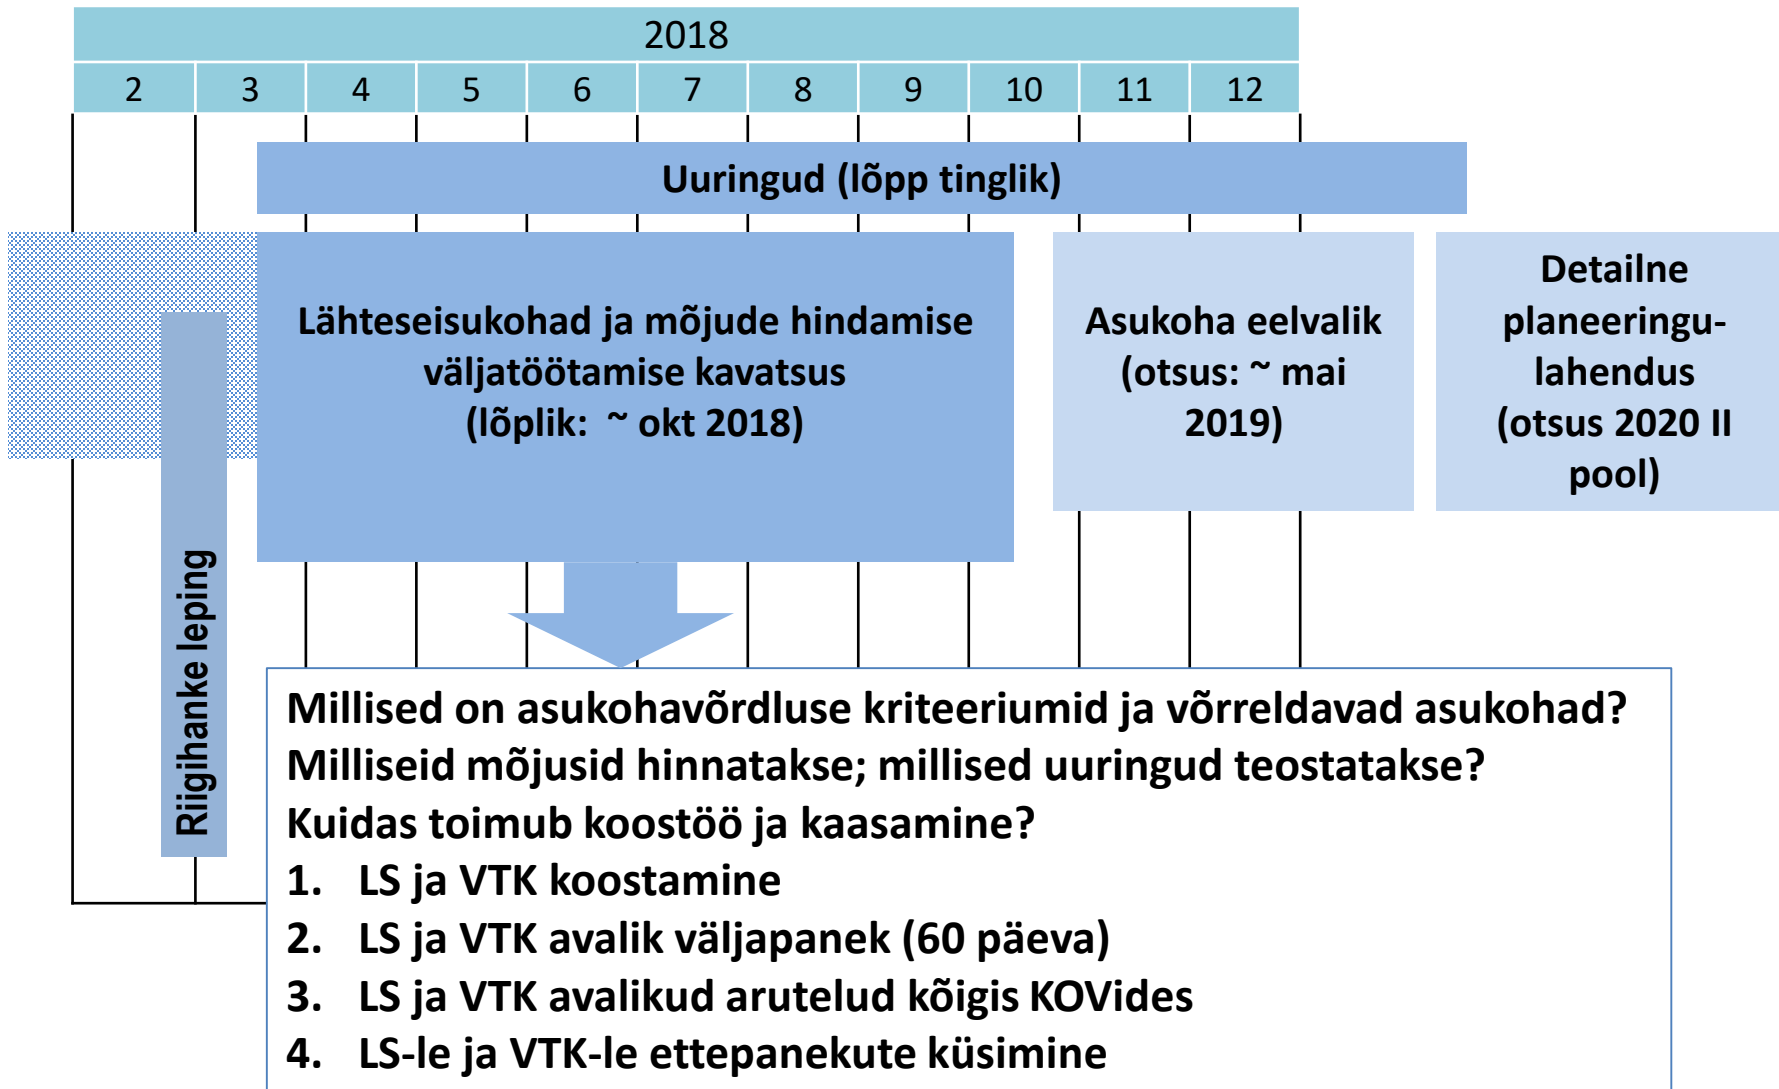 2018
2 3 4 5 6 7 8 9 10 11 12
Uuringud (lõpp tinglik)
Riigihanke leping
Lähteseisukohad ja mõjude hindamise
väljatöötamise kavatsus
(lõplik: ~ okt 2018)
Asukoha eelvalik
(otsus: ~ mai
2019)
Detailne
planeeringu-
lahendus
(otsus 2020 II
pool)
Millised on asukohavõrdluse kriteeriumid ja võrreldavad asukohad?
Milliseid mõjusid hinnatakse; millised uuringud teostatakse?
Kuidas toimub koostöö ja kaasamine?
1. LS ja VTK koostamine
2. LS ja VTK avalik väljapanek (60 päeva)
3. LS ja VTK avalikud arutelud kõigis KOVides
4. LS-le ja VTK-le ettepanekute küsimine